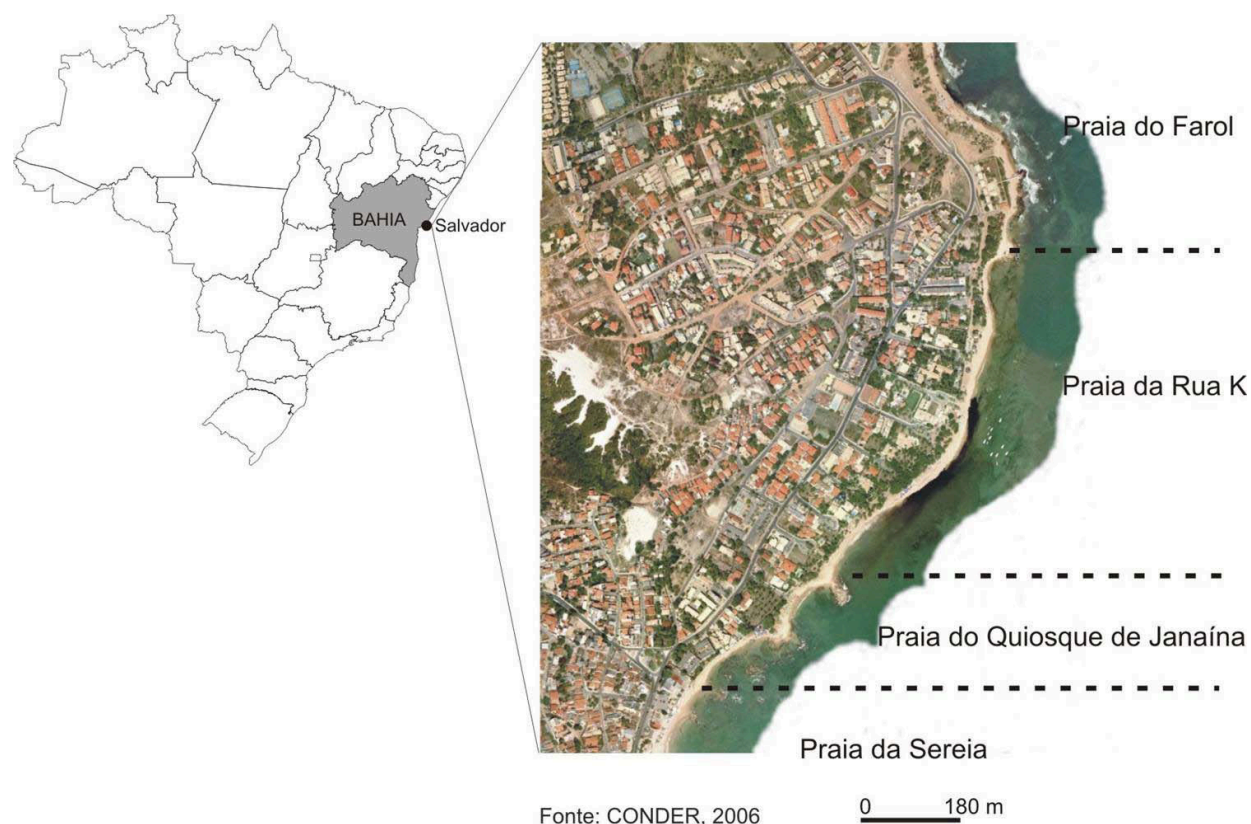 BAHIA
Salvador
Praia do Farol
Praia da Rua K
Praia do Quiosque de Janaína
Praia da Sereia
Fonte: CONDER, 2006
0 180 m